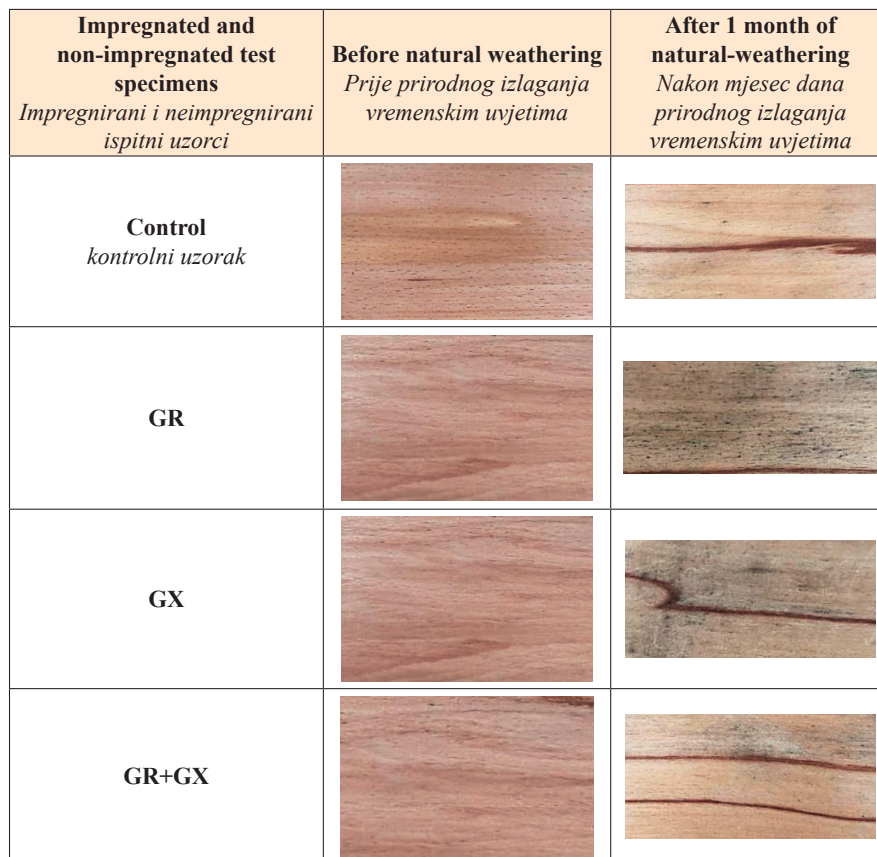 Impregnated and
non-impregnated test
specimens
Impregnirani i neimpregnirani
ispitni uzorci
Before natural weathering
Prije prirodnog izlaganja
vremenskim uvjetima
After 1 month of
natural-weathering
Nakon mjesec dana
prirodnog izlaganja
vremenskim uvjetima
Control
kontrolni uzorak
GR
GX
GR+GX